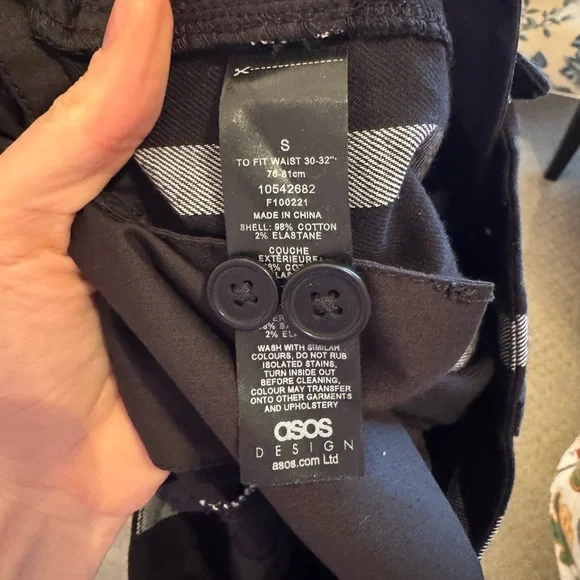 S
TO FIT WAIST 30-32"
76-81cm
10542682
F100221
MADE IN CHINA
SHELL: 98% COTTON
2% ELASTANE
COUCHE
EXTÉRIEURE
2% EL
WASH WITH SIMILAR
COLOURS, DO NOT RUB
ISOLATED STAINS,
TURN INSIDE OUT
BEFORE CLEANING,
COLOUR MAY TRANSFER
ONTO OTHER GARMENTS
AND UPHOLSTERY
asos
DESIGN
asos.com Ltd